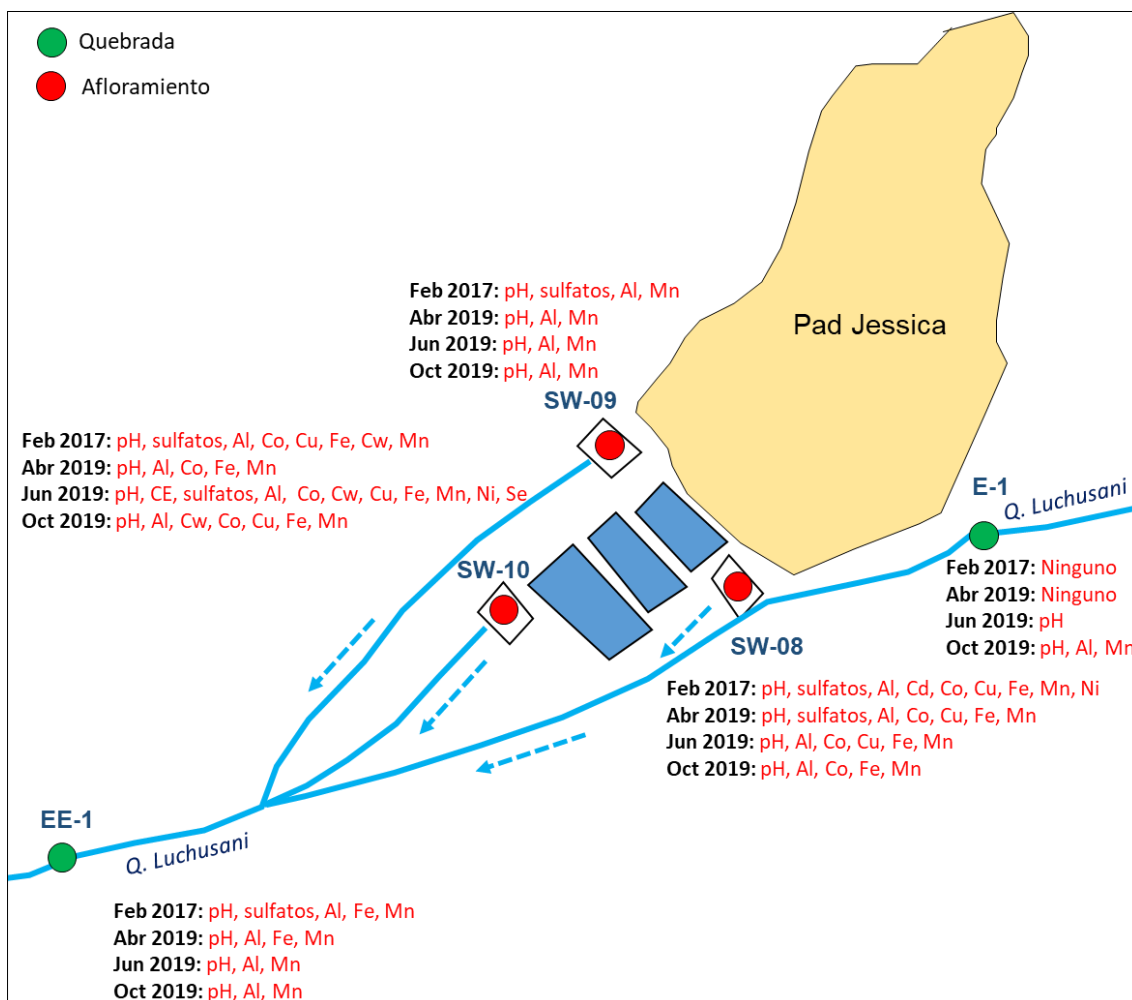 Quebrada
Afloramiento
Pad Jessica
Feb 2017: pH, sulfatos, Al, Mn
Abr 2019: pH, Al, Mn
Jun 2019: pH, Al, Mn
Oct 2019: pH, Al, Mn
SW-09
Feb 2017: pH, sulfatos, Al, Co, Cu, Fe, Cw, Mn
Abr 2019: pH, Al, Co, Fe, Mn
Jun 2019: pH, CE, sulfatos, Al, Co, Cw, Cu, Fe, Mn, Ni, Se
Oct 2019: pH, Al, Cw, Co, Cu, Fe, Mn
SW-10
E-1
Q. Luchusani
Feb 2017: Ninguno
Abr 2019: Ninguno
Jun 2019: pH
Oct 2019: pH, Al, Mn
SW-08
Feb 2017: pH, sulfatos, Al, Cd, Co, Cu, Fe, Mn, Ni
Abr 2019: pH, sulfatos, Al, Co, Cu, Fe, Mn
Jun 2019: pH, Al, Co, Cu, Fe, Mn
Oct 2019: pH, Al, Co, Fe, Mn
EE-1
Q. Luchusani
Feb 2017: pH, sulfatos, Al, Fe, Mn
Abr 2019: pH, Al, Fe, Mn
Jun 2019: pH, Al, Mn
Oct 2019: pH, Al, Mn